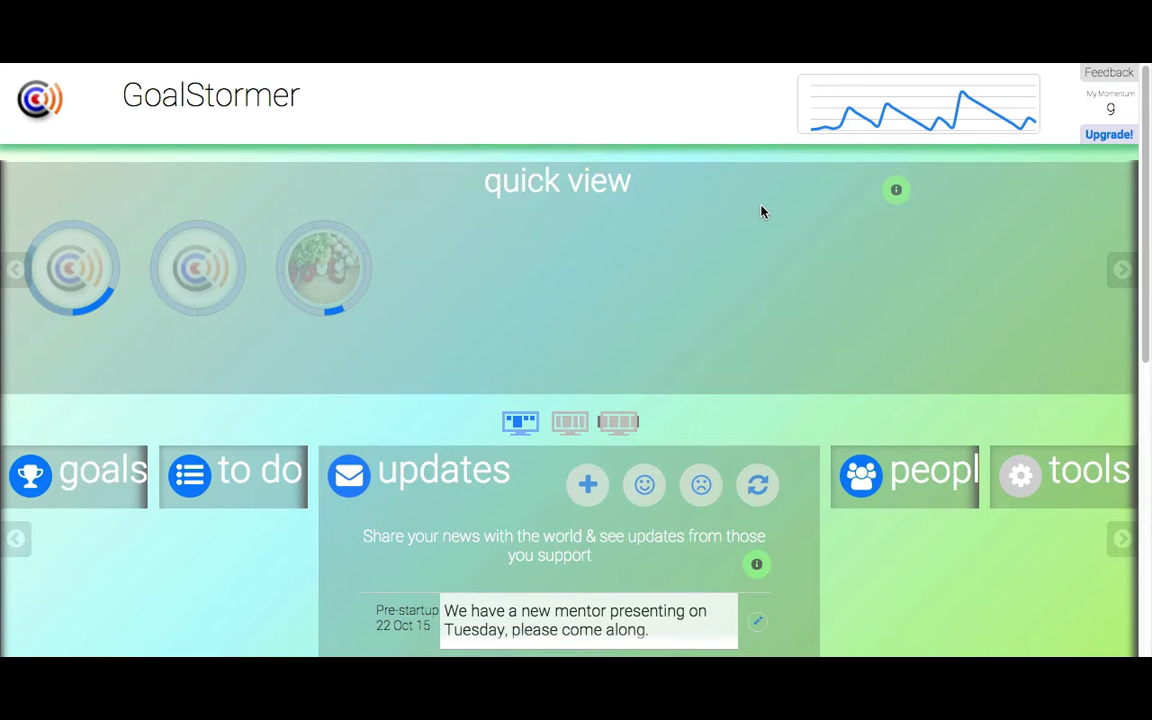 GoalStormer
Feedback
My Momentum
9
Upgrade!
quick view
goals
to do
updates
peopl
tools
Share your news with the world & see updates from those
you support
Pre-startup
22 Oct 15
We have a new mentor presenting on
Tuesday, please come along.